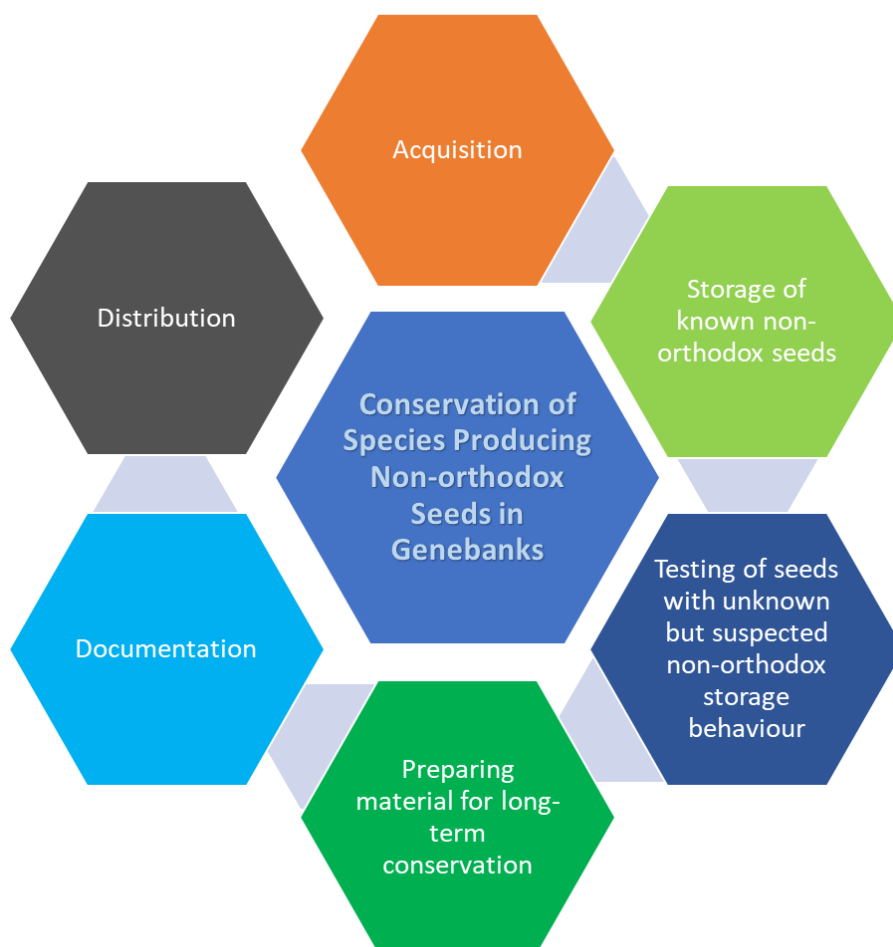 Acquisition
Storage of
known non-
orthodox seeds
Testing of seeds
with unknown
but suspected
non-orthodox
storage
behaviour
Preparing
material for long-
term
conservation
Documentation
Distribution
Conservation of
Species Producing
Non-orthodox
Seeds in
Genebanks